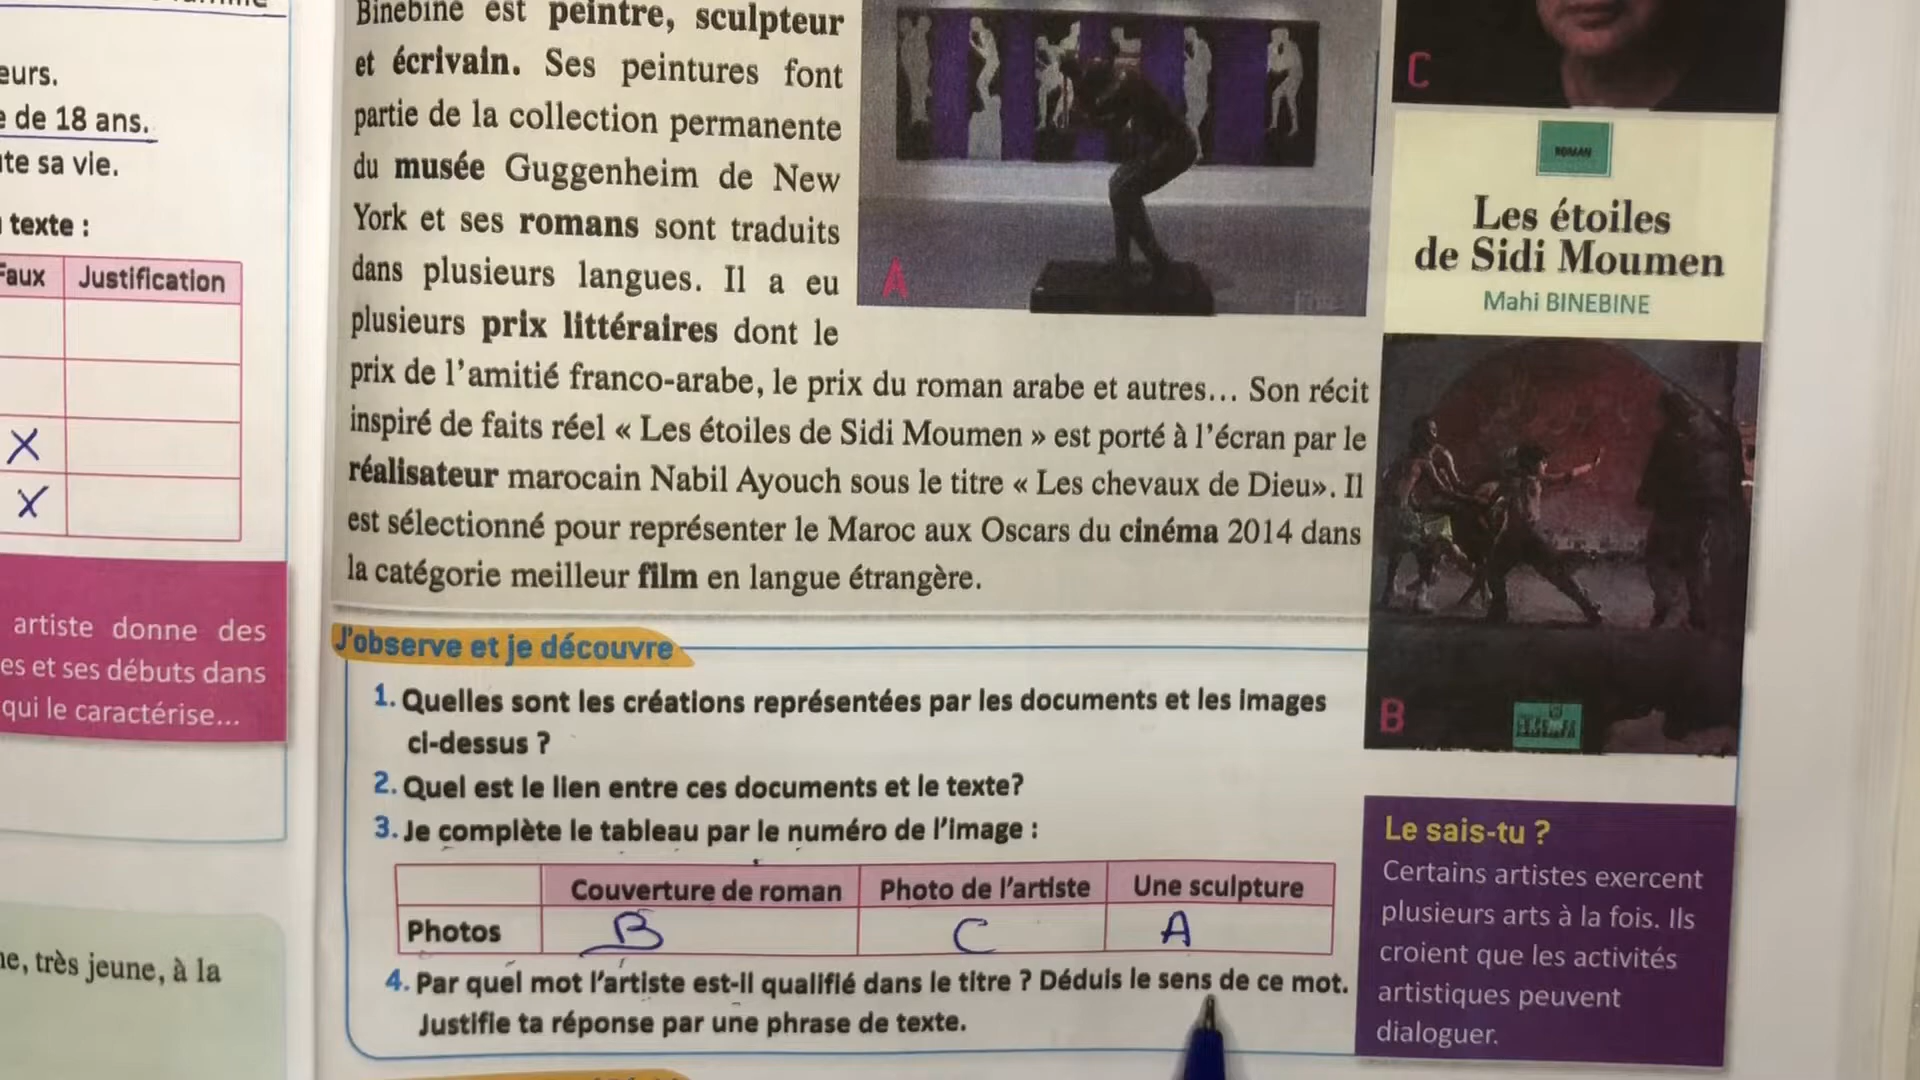 eurs.
de 18 ans.
te sa vie.
texte :
Faux Justification
X
X
artiste donne des
es et ses débuts dans
qui le caractérise...
e, très jeune, à la
Binebine est peintre, sculpteur
et écrivain. Ses peintures font
partie de la collection permanente
du musée Guggenheim de New
York et ses romans sont traduits
dans plusieurs langues. Il a eu
plusieurs prix littéraires dont le
prix de l'amitié franco-arabe, le prix du roman arabe et autres... Son récit
inspiré de faits réel « Les étoiles de Sidi Moumen » est porté à l'écran par le
réalisateur marocain Nabil Ayouch sous le titre « Les chevaux de Dieu». Il
est sélectionné pour représenter le Maroc aux Oscars du cinéma 2014 dans
la catégorie meilleur film en langue étrangère.
A
C
ROMAN
Les étoiles
de Sidi Moumen
Mahi BINEBINE
B
J'observe et je découvre
1. Quelles sont les créations représentées par les documents et les images
ci-dessus ?
2. Quel est le lien entre ces documents et le texte?
3. Je complète le tableau par le numéro de l'image :
Couverture de roman Photo de l'artiste Une sculpture
Photos B C A
4. Par quel mot l'artiste est-il qualifié dans le titre ? Déduis le sens de ce mot.
Justifie ta réponse par une phrase de texte.
Le sais-tu ?
Certains artistes exercent
plusieurs arts à la fois. Ils
croient que les activités
artistiques peuvent
dialoguer.